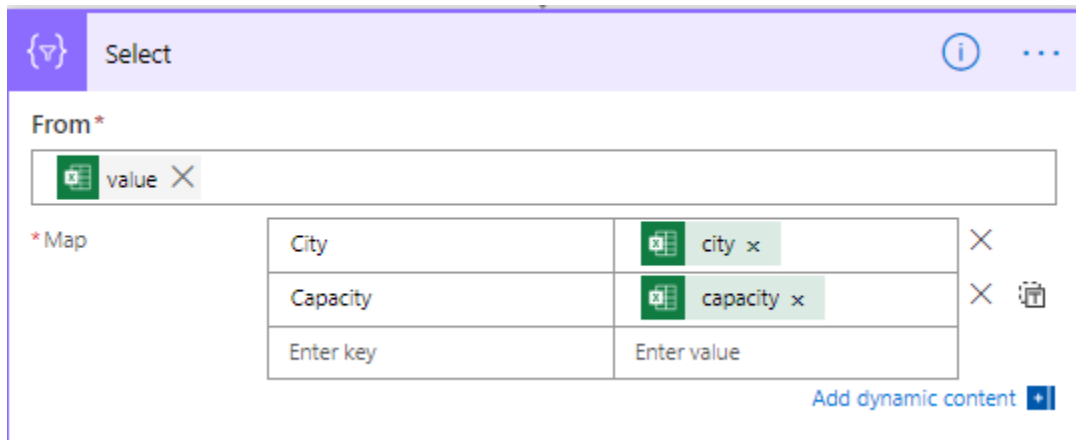 Select
From*
value
*Map
City city
Capacity capacity
Enter key Enter value
Add dynamic content